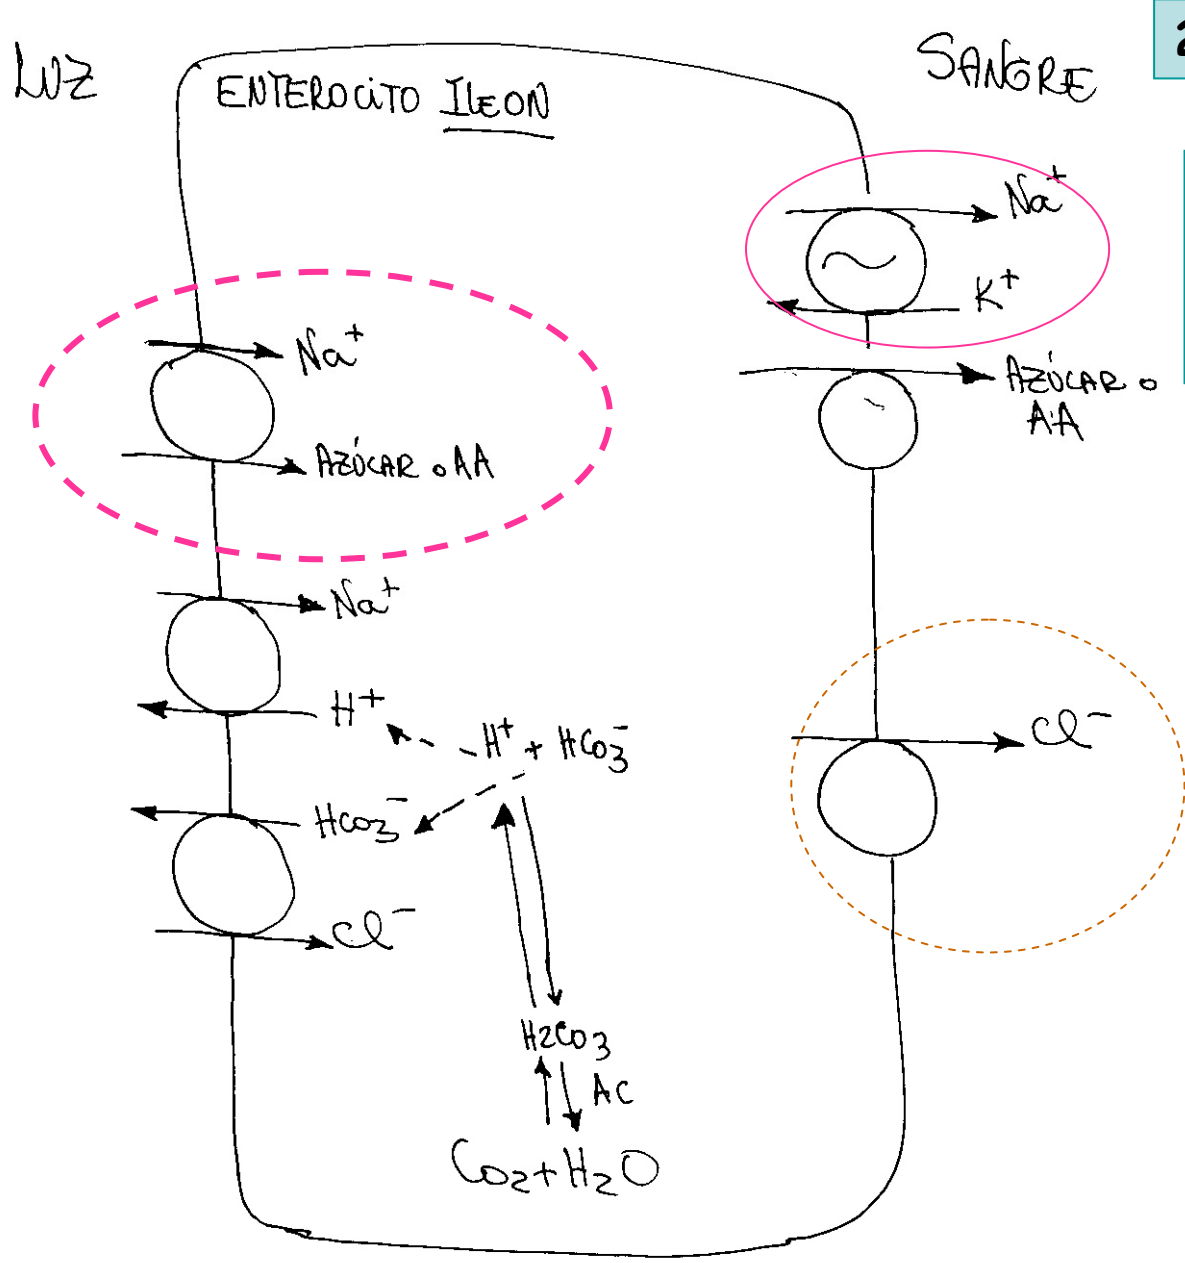 LUZ
ENTEROCITO ILEON
SANGRE
2
Na⁺
K⁺
Na⁺
AZÚCAR o AA
AZÚCAR o
AA
Na⁺
H⁺
H⁺ + HCO₃⁻
HCO₃⁻
Cl⁻
Cl⁻
H₂CO₃
AC
CO₂ + H₂O